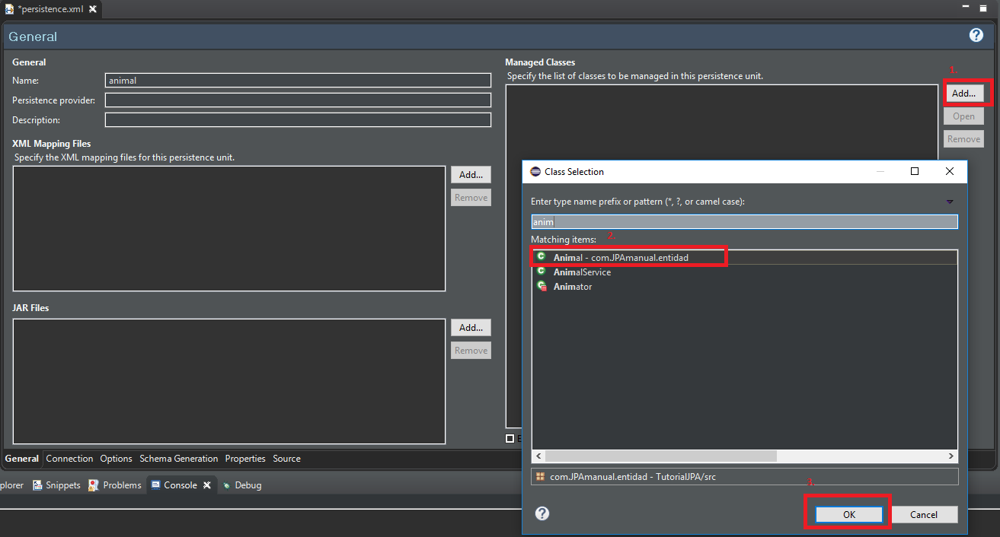 *persistence.xml
General
General
Name:
animal
Persistence provider:
Description:
XML Mapping Files
Specify the XML mapping files for this persistence unit.
Add...
Remove
JAR Files
Add...
Remove
Managed Classes
Specify the list of classes to be managed in this persistence unit.
1.
Add...
Open
Remove
Class Selection
Enter type name prefix or pattern (*, ?, or camel case):
anim
Matching items:
2.
Animal - com.JPAmanual.entidad
AnimalService
Animator
com.JPAmanual.entidad - TutorialJPA/src
3.
OK
Cancel
General Connection Options Schema Generation Properties Source
plorer Snippets Problems Console Debug